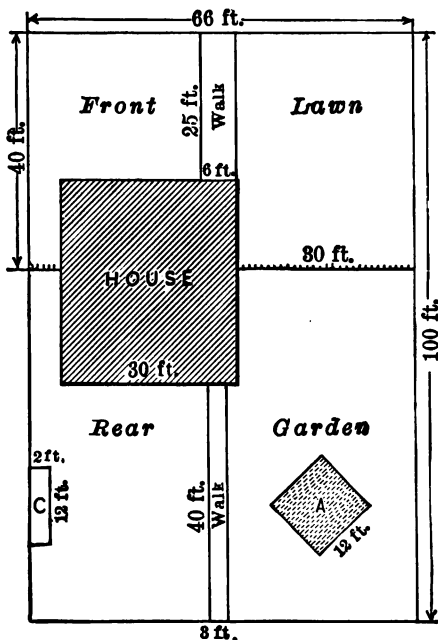 66 ft.
Front
25 ft.
Walk
Lawn
40 ft.
6 ft.
30 ft.
HOUSE
100 ft.
30 ft.
Rear
Garden
2 ft.
C
12 ft.
40 ft.
Walk
A
12 ft.
3 ft.